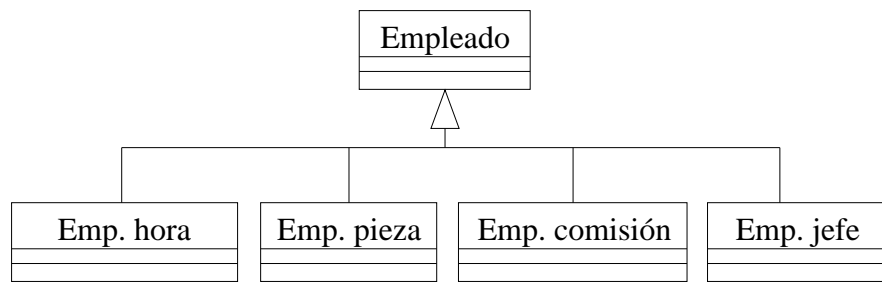 Empleado
Emp. hora
Emp. pieza
Emp. comisión
Emp. jefe